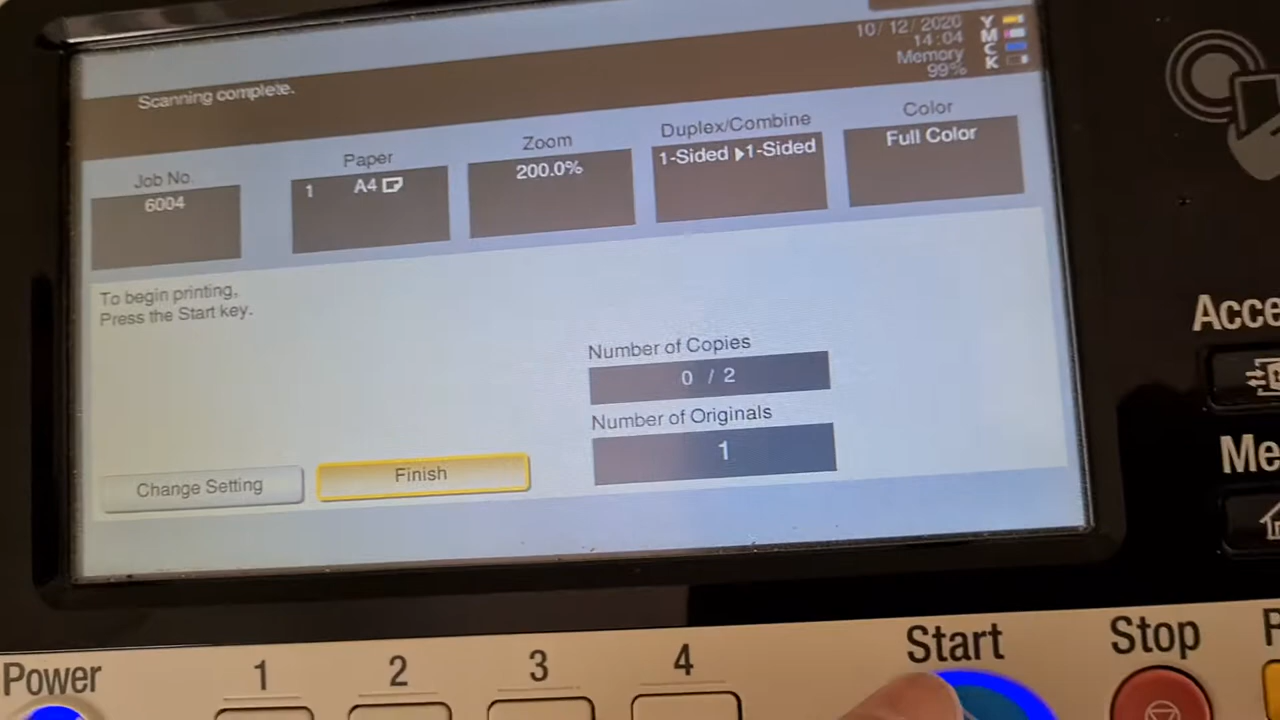 10/12/2020
14:04
Memory
99%
Y
M
C
K
Scanning complete.
Job No.
6004
Paper
1 A4
Zoom
200.0%
Duplex/Combine
1-Sided ▶1-Sided
Color
Full Color
To begin printing,
Press the Start key.
Number of Copies
0 / 2
Number of Originals
1
Change Setting
Finish
Acce
Me
Power
1
2
3
4
Start
Stop